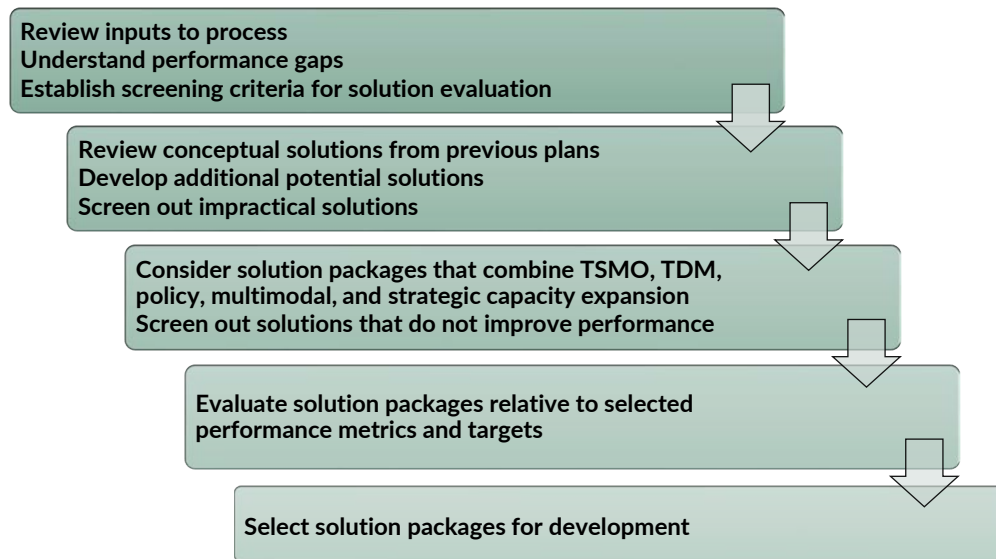 Review inputs to process
Understand performance gaps
Establish screening criteria for solution evaluation
Review conceptual solutions from previous plans
Develop additional potential solutions
Screen out impractical solutions
Consider solution packages that combine TSMO, TDM,
policy, multimodal, and strategic capacity expansion
Screen out solutions that do not improve performance
Evaluate solution packages relative to selected
performance metrics and targets
Select solution packages for development